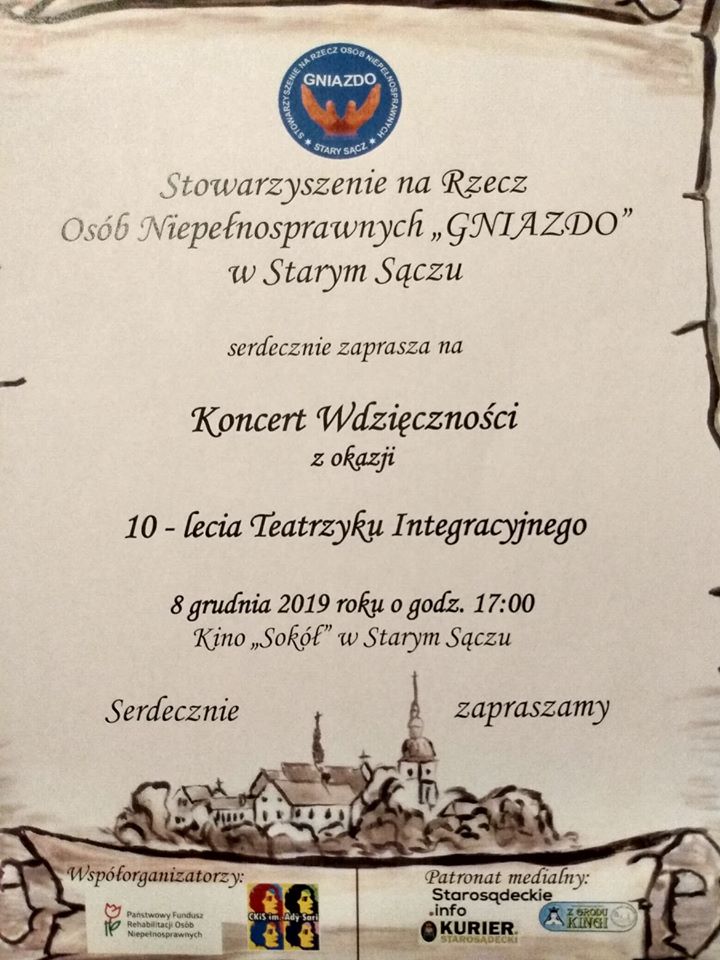 STOWARZYSZENIE NA RZECZ OSÓB NIEPEŁNOSPRAWNYCH
GNIAZDO
★ STARY SĄCZ ★
Stowarzyszenie na Rzecz
Osób Niepełnosprawnych „GNIAZDO”
w Starym Sączu
serdecznie zaprasza na
Koncert Wdzięczności
z okazji
10 - lecia Teatrzyku Integracyjnego
8 grudnia 2019 roku o godz. 17:00
Kino „Sokół” w Starym Sączu
Serdecznie zapraszamy
Współorganizatorzy:
Państwowy Fundusz
Rehabilitacji Osób
Niepełnosprawnych
CKiS im. Ady Sari
Patronat medialny:
Starosądeckie
.info
KURIER
STAROSĄDECKI
Z GRODU
KINGI